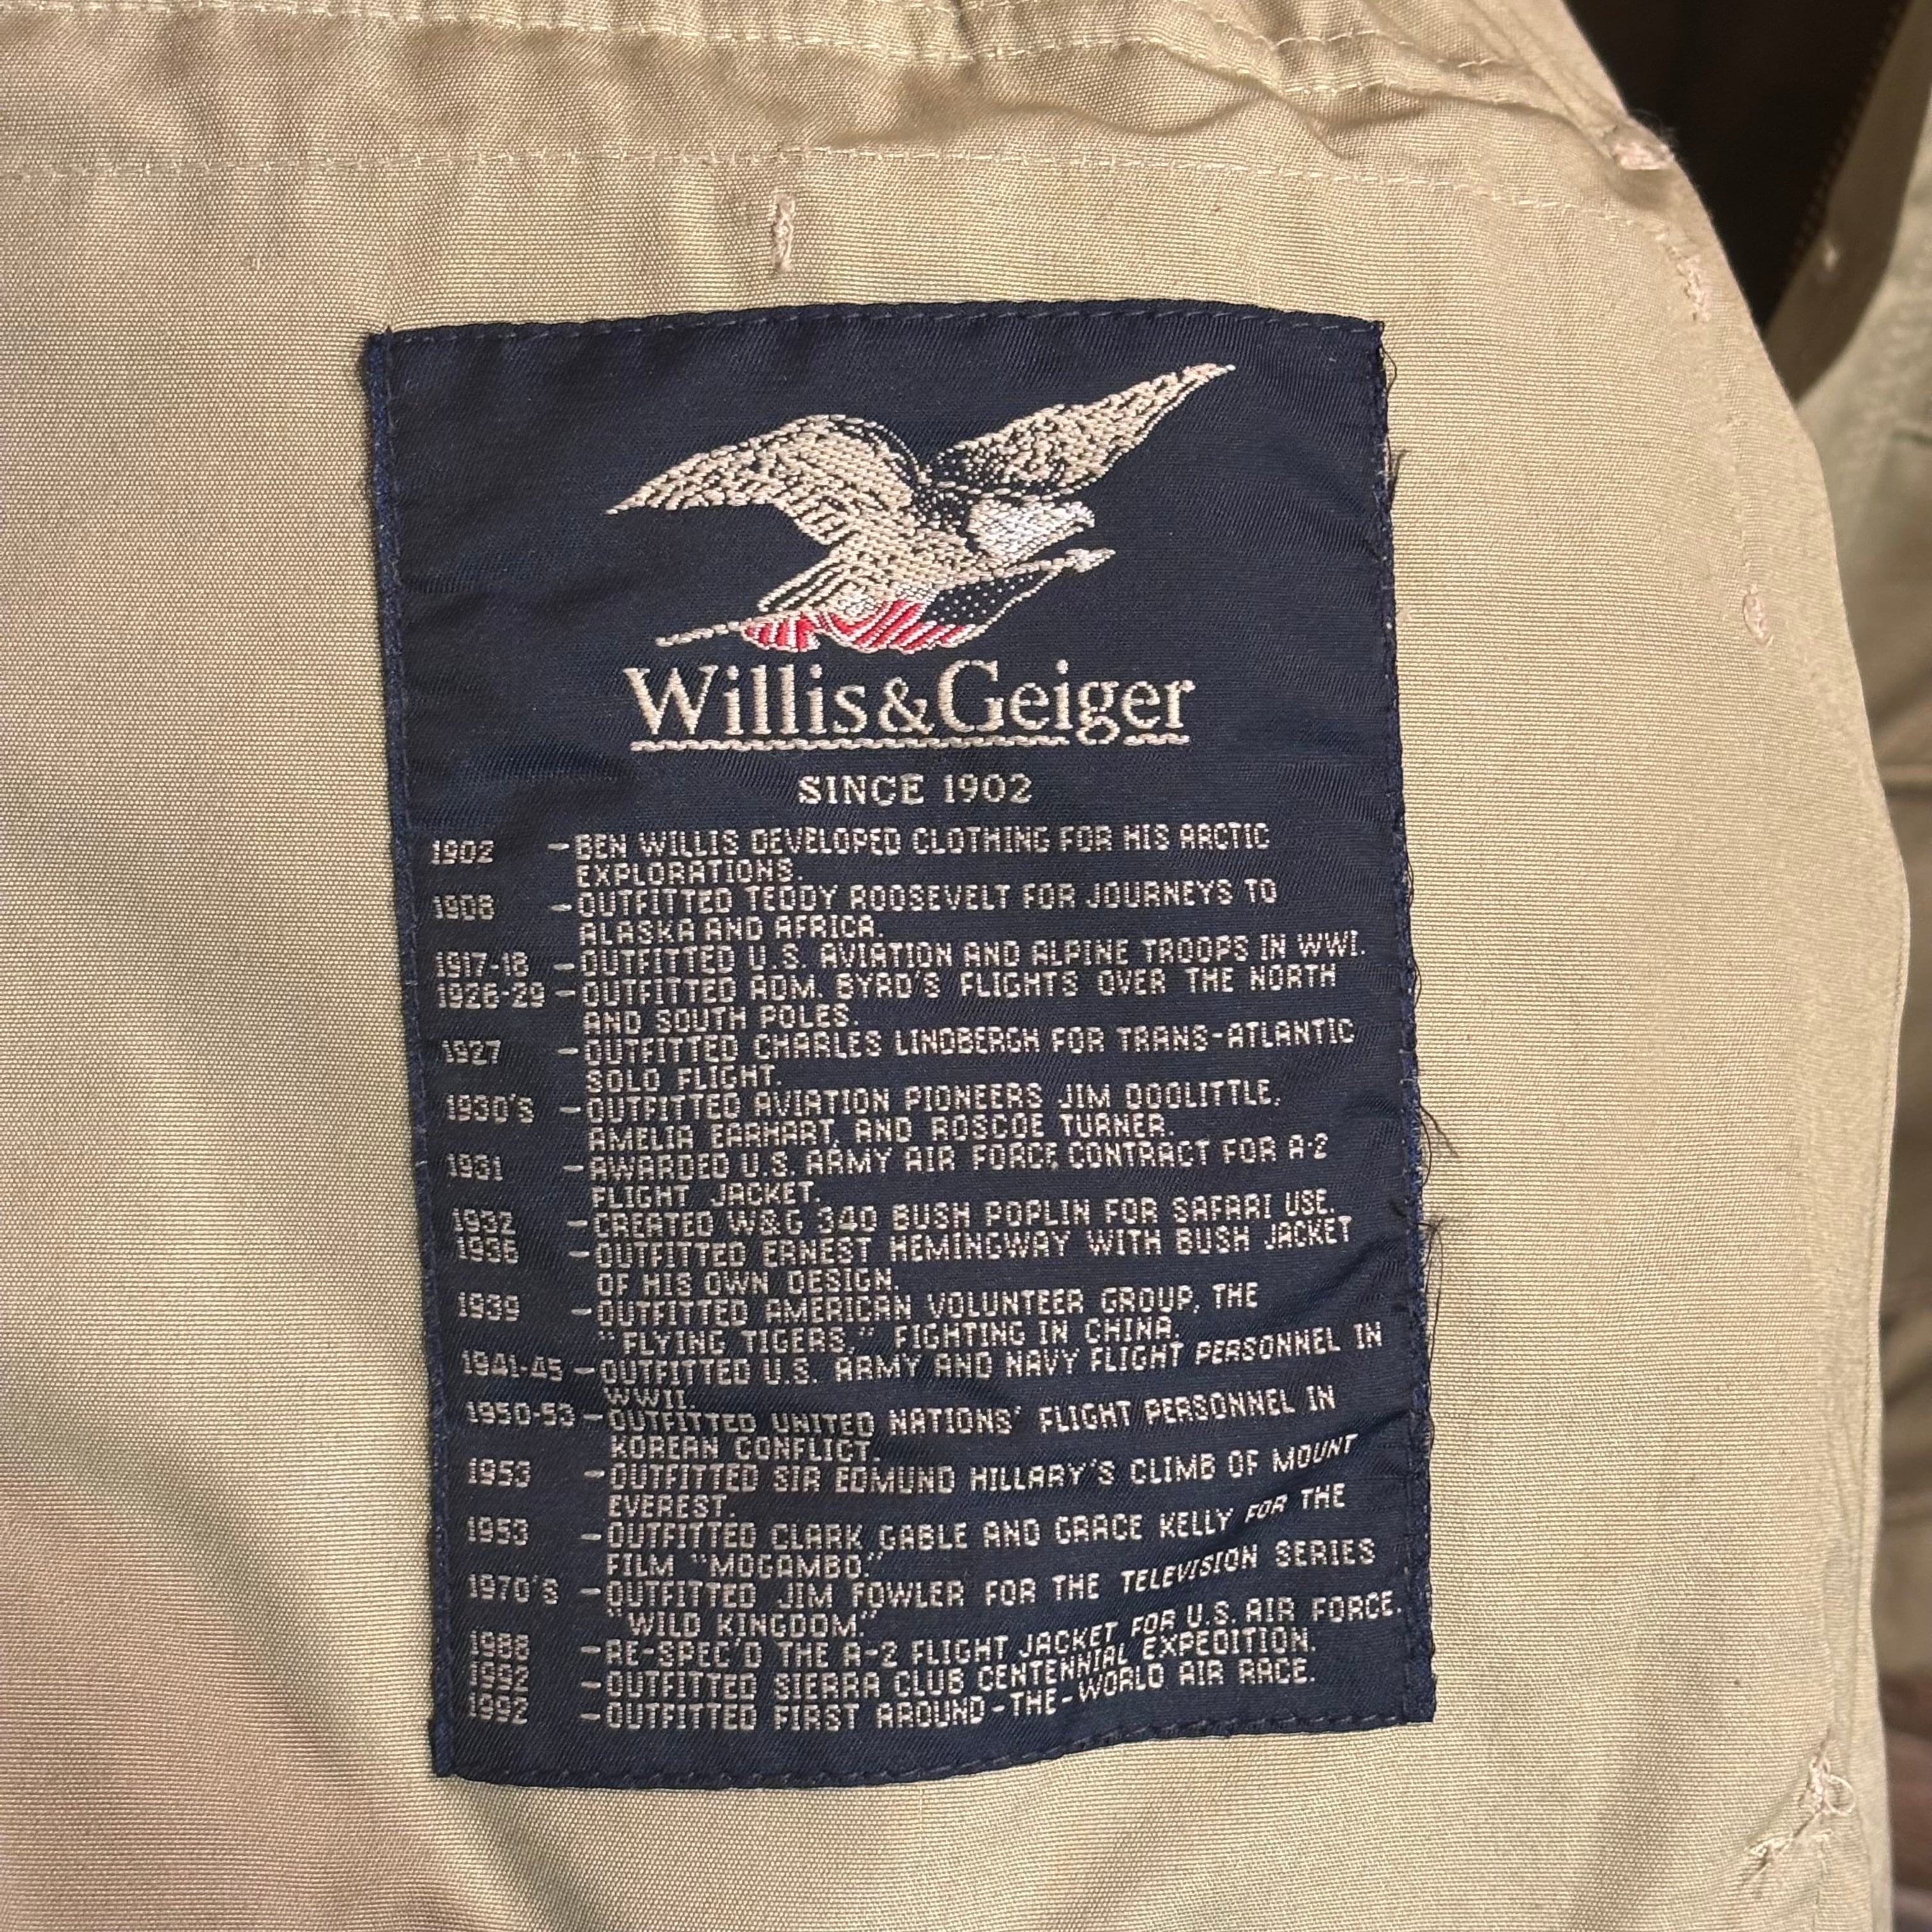 Willis & Geiger
SINCE 1902
1902 - BEN WILLIS DEVELOPED CLOTHING FOR HIS ARCTIC
EXPLORATIONS.
1908 - OUTFITTED TEDDY ROOSEVELT FOR JOURNEYS TO
ALASKA AND AFRICA.
1917-18 - OUTFITTED U.S. AVIATION AND ALPINE TROOPS IN WWI.
1926-29 - OUTFITTED ADM. BYRD'S FLIGHTS OVER THE NORTH
AND SOUTH POLES.
1927 - OUTFITTED CHARLES LINDBERGH FOR TRANS-ATLANTIC
SOLO FLIGHT.
1930'S - OUTFITTED AVIATION PIONEERS JIM DOOLITTLE,
AMELIA EARHART, AND ROSCOE TURNER.
1931 - AWARDED U.S. ARMY AIR FORCE CONTRACT FOR A-2
FLIGHT JACKET.
1932 - CREATED W&G 340 BUSH POPLIN FOR SAFARI USE.
1936 - OUTFITTED ERNEST HEMINGWAY WITH BUSH JACKET
OF HIS OWN DESIGN.
1939 - OUTFITTED AMERICAN VOLUNTEER GROUP, THE
"FLYING TIGERS," FIGHTING IN CHINA.
1941-45 - OUTFITTED U.S. ARMY AND NAVY FLIGHT PERSONNEL IN
WWII.
1950-53 - OUTFITTED UNITED NATIONS' FLIGHT PERSONNEL IN
KOREAN CONFLICT.
1953 - OUTFITTED SIR EDMUND HILLARY'S CLIMB OF MOUNT
EVEREST.
1953 - OUTFITTED CLARK GABLE AND GRACE KELLY FOR THE
FILM "MOGAMBO."
1970'S - OUTFITTED JIM FOWLER FOR THE TELEVISION SERIES
"WILD KINGDOM."
1988 - RE-SPEC'D THE A-2 FLIGHT JACKET FOR U.S. AIR FORCE.
1992 - OUTFITTED SIERRA CLUB CENTENNIAL EXPEDITION.
1992 - OUTFITTED FIRST AROUND-THE-WORLD AIR RACE.